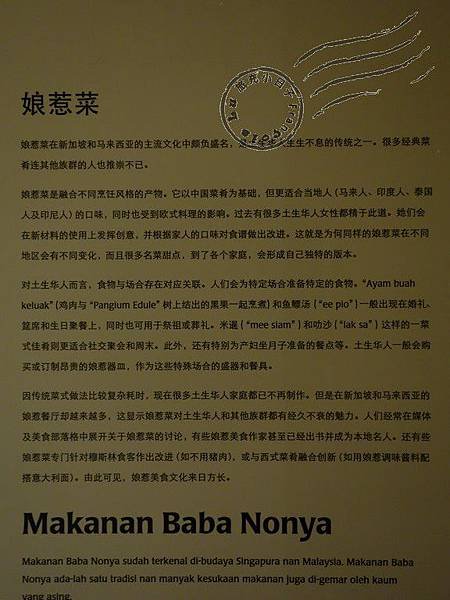 娘惹菜
娘惹菜在新加坡和马来西亚的主流文化中颇负盛名，是 人生生不息的传统之一。很多经典菜
肴连其他族群的人也推崇不已。
娘惹菜是融合不同烹饪风格的产物。它以中国菜肴为基础，但更适合当地人（马来人、印度人、泰国
人及印尼人）的口味，同时也受到欧式料理的影响。过去有很多土生华人女性都精于此道。她们会
在新材料的使用上发挥创意，并根据家人的口味对食谱做出改进。这就是为何同样的娘惹菜在不同
地区会有不同变化，而且很多名菜甜点，到了各个家庭，会形成自己独特的版本。
对土生华人而言，食物与场合存在对应关联。人们会为特定场合准备特定的食物。“Ayam buah
keluak”(鸡肉与 “Pangium Edule” 树上结出的黑果一起烹煮) 和鱼鳔汤（“ee pio”）一般出现在婚礼、
筵席和生日聚餐上，同时也可用于祭祖或葬礼。米暹（“mee siam”）和叻沙（“lak sa”）这样的一菜
式佳肴则更适合社交聚会和周末。此外，还有特别为产妇坐月子准备的餐点等。土生华人一般会购
买或订制昂贵的娘惹器皿，作为这些特殊场合的盛器和餐具。
因传统菜式做法比较复杂耗时，现在很多土生华人家庭都已不再制作。但是在新加坡和马来西亚的
娘惹餐厅却越来越多，这显示娘惹菜对土生华人和其他族群都有经久不衰的魅力。人们经常在媒体
及美食部落格中展开关于娘惹菜的讨论，有些娘惹美食作家甚至已经出书并成为本地名人。还有些
娘惹菜专门针对穆斯林食客作出改进（如不用猪肉），或与西式菜肴融合创新（如用娘惹调味酱料配
搭意大利面）。由此可见，娘惹美食文化来日方长。
Makanan Baba Nonya
Makanan Baba Nonya sudah terkenal di-budaya Singapura nan Malaysia. Makanan Baba
Nonya ada-lah satu tradisi nan manyak kesukaan makanan juga di-gemar oleh kaum
yang asing.